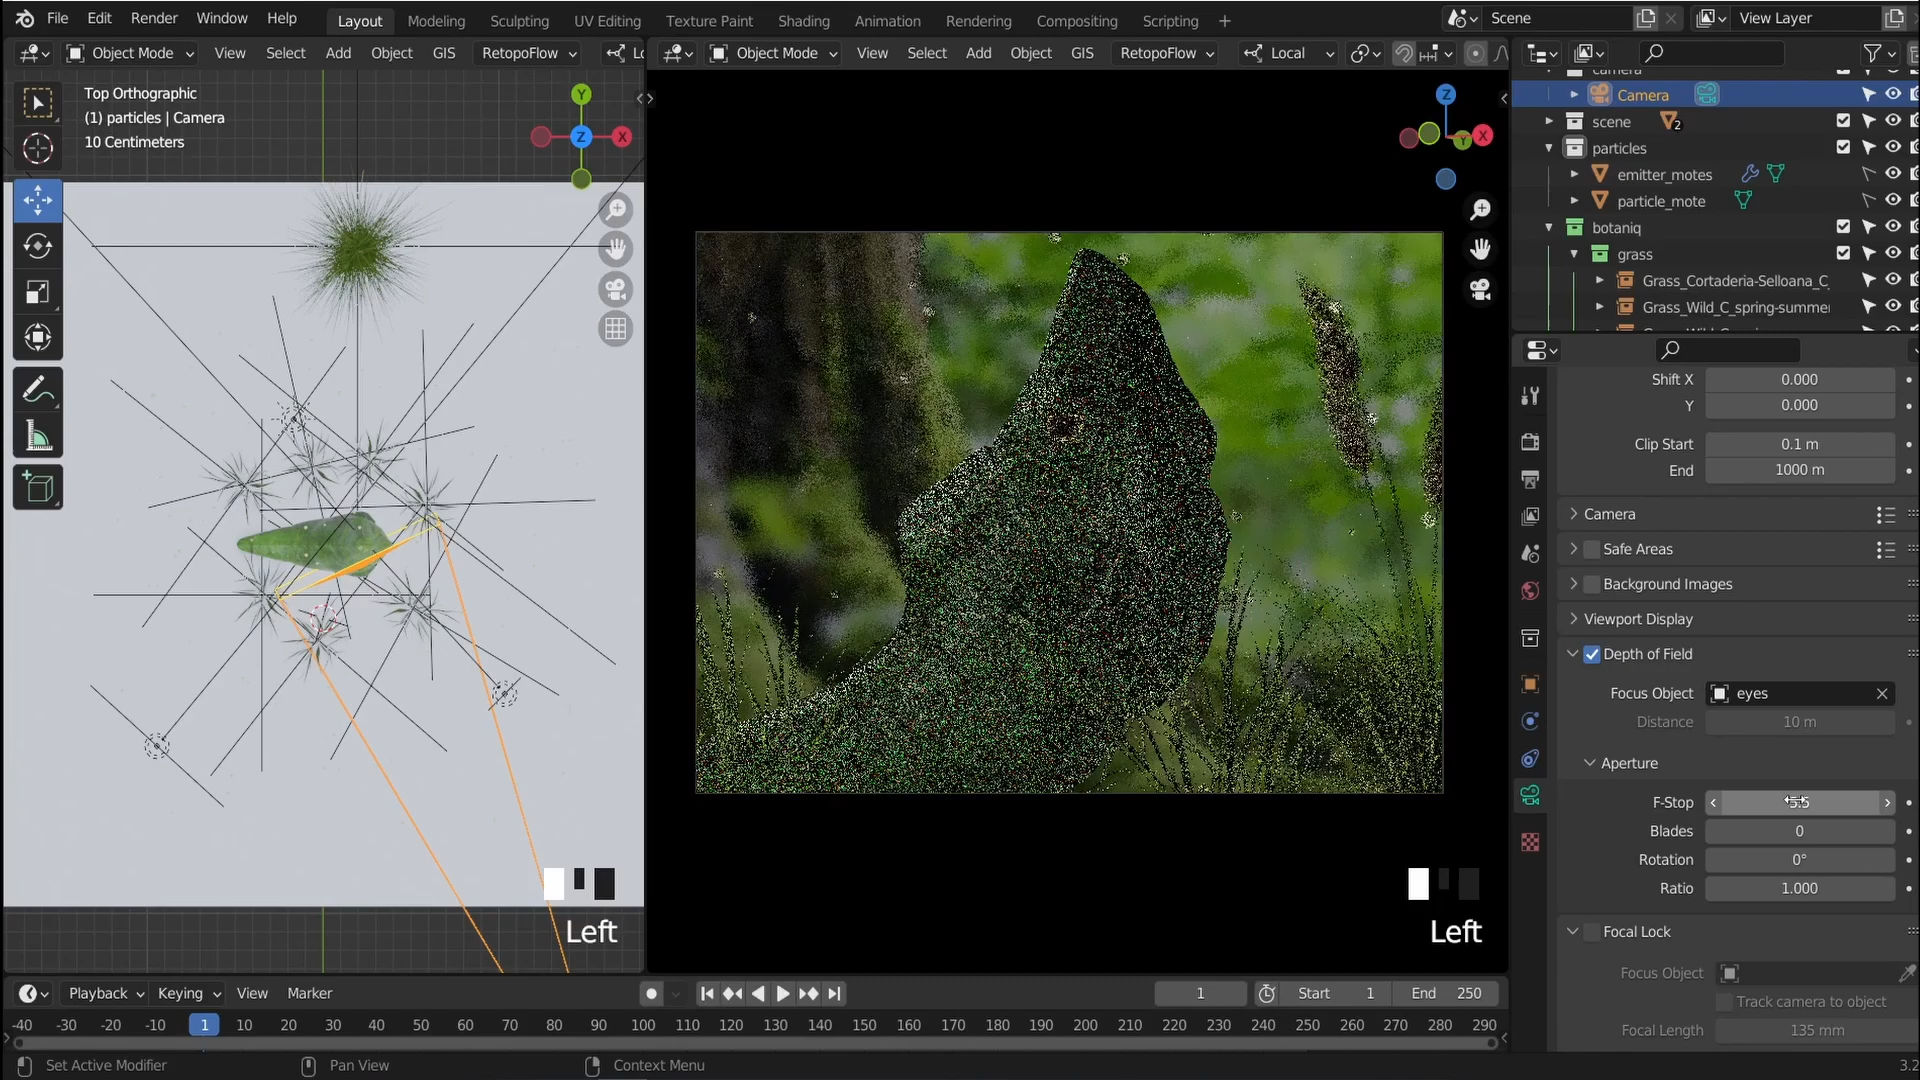 File Edit Render Window Help Layout Modeling Sculpting UV Editing Texture Paint Shading Animation Rendering Compositing Scripting + Scene View Layer
Object Mode View Select Add Object GIS RetopoFlow Object Mode View Select Add Object GIS RetopoFlow Local
Top Orthographic
(1) particles | Camera
10 Centimeters
Y
X
Z
Z
X
Y
Camera
scene 2
particles
emitter_motes
particle_mote
botaniq
grass
Grass_Cortaderia-Selloana_C_
Grass_Wild_C_spring-summer
Shift X 0.000
Y 0.000
Clip Start 0.1 m
End 1000 m
Camera
Safe Areas
Background Images
Viewport Display
Depth of Field
Focus Object eyes
Distance 10 m
Aperture
F-Stop
Blades 0
Rotation 0°
Ratio 1.000
Focal Lock
Focus Object
Track camera to object
Focal Length 135 mm
Left
Left
Playback Keying View Marker 1 Start 1 End 250
-40 -30 -20 -10 1 10 20 30 40 50 60 70 80 90 100 110 120 130 140 150 160 170 180 190 200 210 220 230 240 250 260 270 280 290
Set Active Modifier Pan View Context Menu 3.2